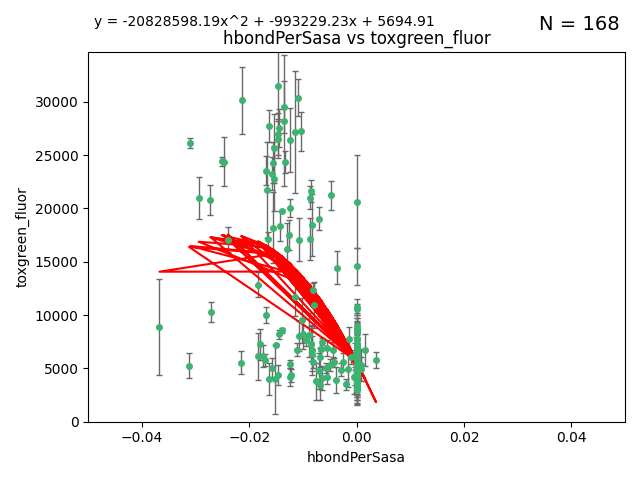 y = -20828598.19x^2 + -993229.23x + 5694.91
N = 168
hbondPerSasa vs toxgreen_fluor
toxgreen_fluor
30000
25000
20000
15000
10000
5000
0
−0.04
−0.02
0.00
0.02
0.04
hbondPerSasa